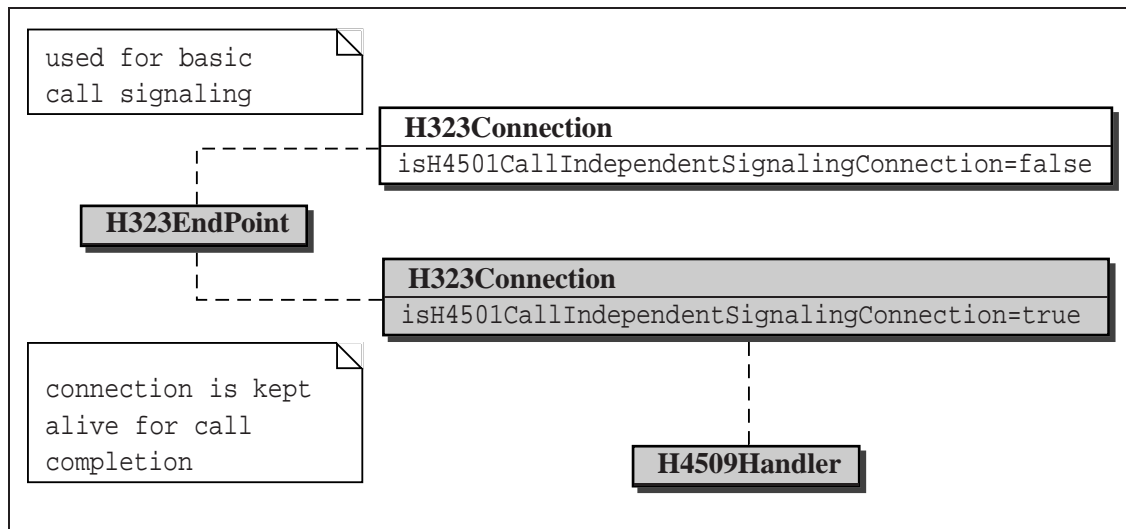 used for basic
call signaling
H323Connection
isH4501CallIndependentSignalingConnection=false
H323EndPoint
H323Connection
isH4501CallIndependentSignalingConnection=true
connection is kept
alive for call
completion
H4509Handler